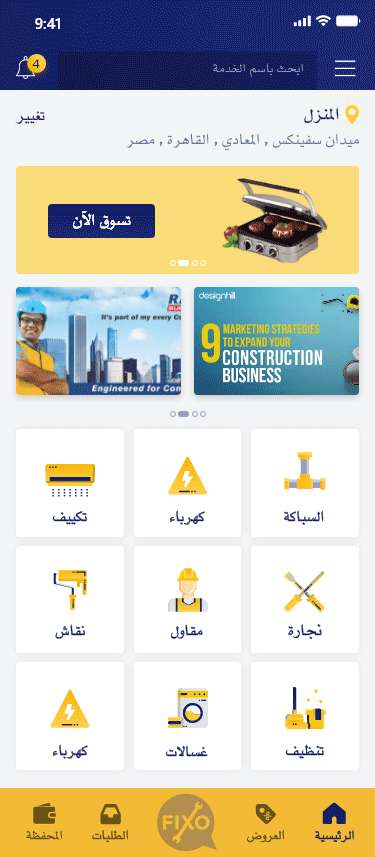 9:41
4
ابحث باسم الخدمة
المنزل
تغيير
ميدان سفينكس , المعادي , القاهرة , مصر
تسوق الآن
It's part of my every
Engineered for Con
designhill
9 MARKETING STRATEGIES
TO EXPAND YOUR
CONSTRUCTION
BUSINESS
السباكة
كهرباء
تكييف
نجارة
مقاول
نقاش
تنظيف
غسالات
كهرباء
الرئيسية
العروض
FIXO
الطلبات
المحفظة